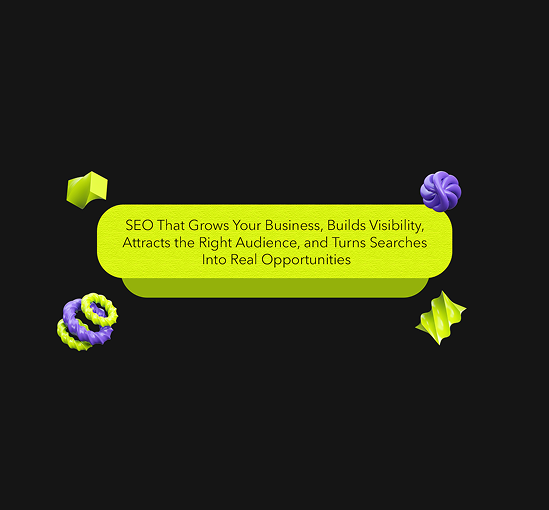 SEO That Grows Your Business, Builds Visibility,
Attracts the Right Audience, and Turns Searches
Into Real Opportunities